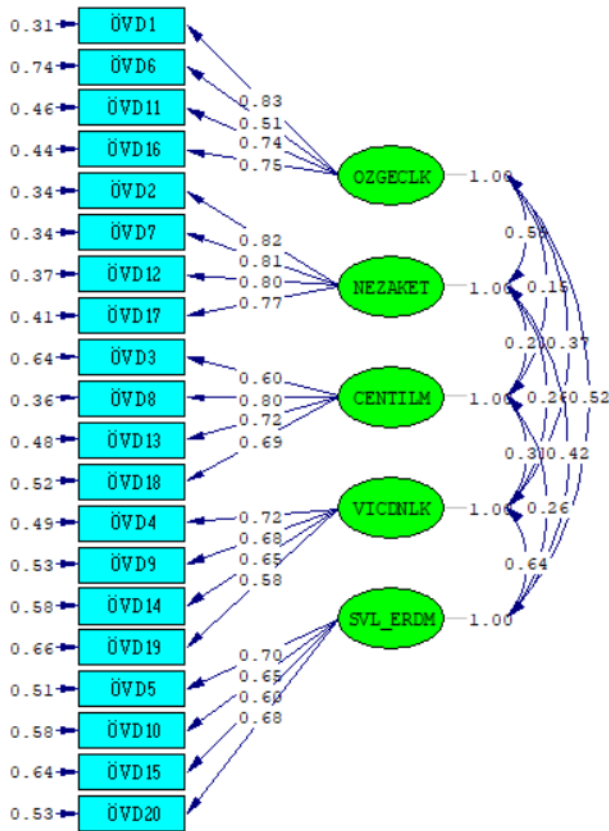 0.31 ÖVD1
0.74 ÖVD6
0.83
0.46 ÖVD11
0.51
0.74
0.44 ÖVD16
0.75
OZGECLK 1.00
0.34 ÖVD2
0.34 ÖVD7
0.82
0.81
0.37 ÖVD12
0.80
NEZAKET 1.00 0.15
0.77
0.41 ÖVD17
0.37
0.64 ÖVD3
0.60
0.36 ÖVD8
0.80
CENTILM 1.00 0.26 0.52
0.72
0.48 ÖVD13
0.69
0.42
0.52 ÖVD18
0.49 ÖVD4
0.72
VICDNLK 1.00 0.26
0.53 ÖVD9
0.68
0.65
0.64
0.58 ÖVD14
0.58
SVL_ERDM 1.00
0.66 ÖVD19
0.70
0.51 ÖVD5
0.65
0.60
0.58 ÖVD10
0.68
0.64 ÖVD15
0.53 ÖVD20